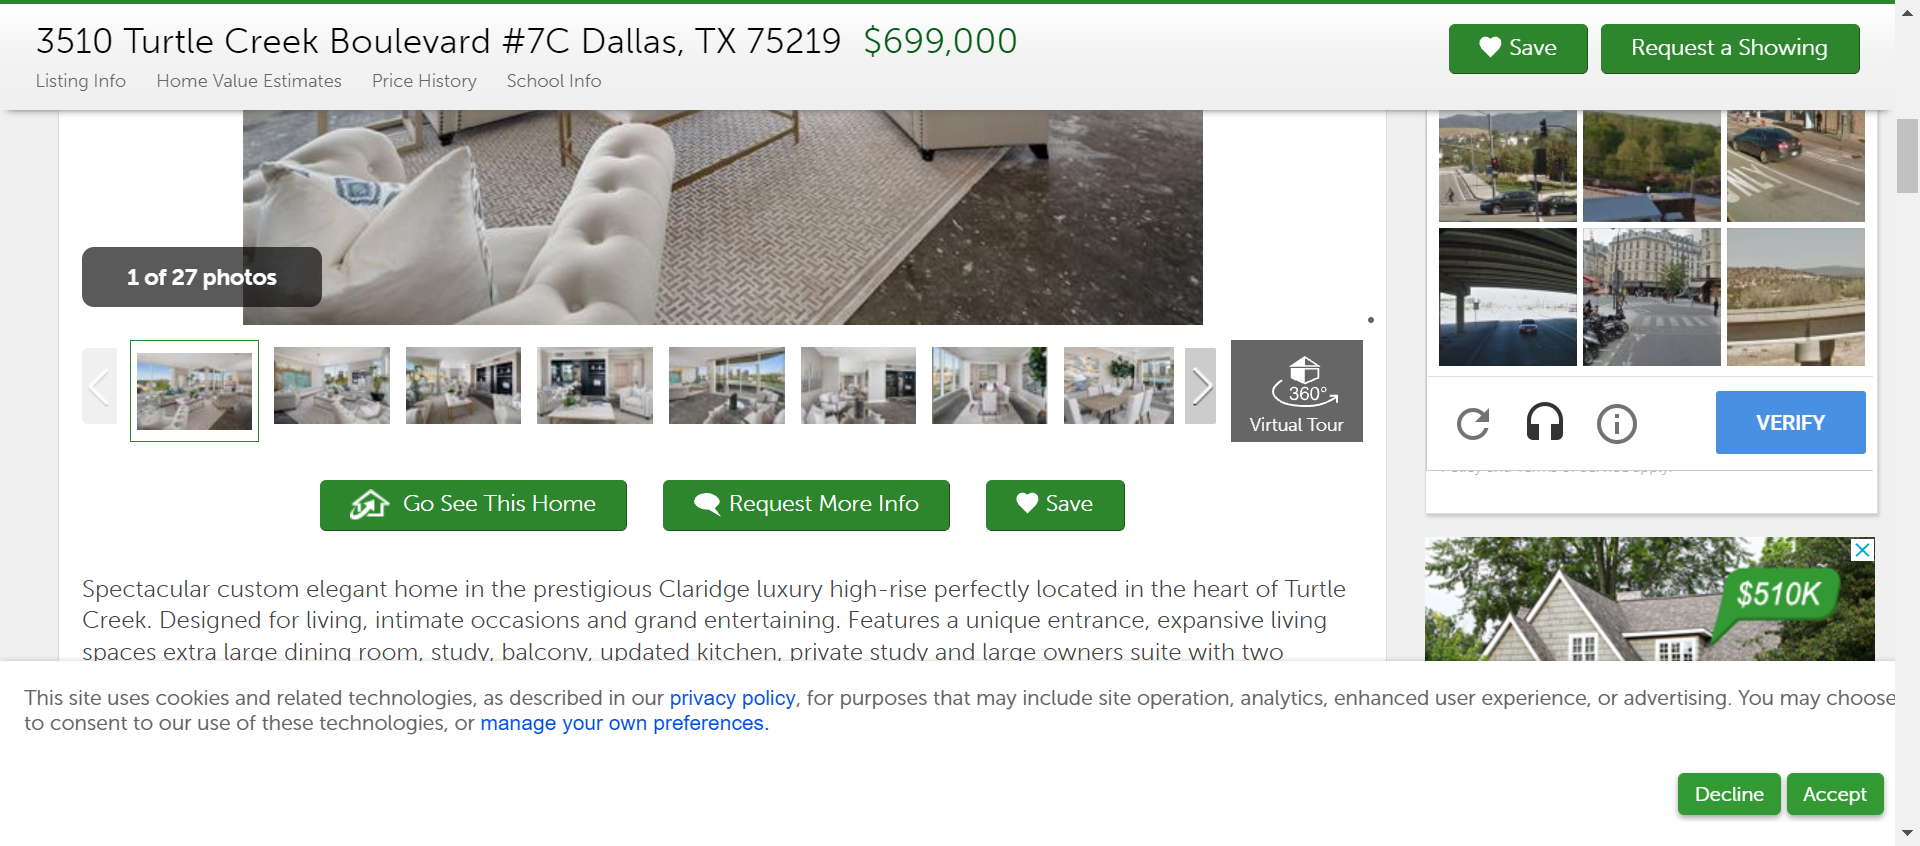 3510 Turtle Creek Boulevard #7C Dallas, TX 75219 $699,000
Save
Request a Showing
Listing Info
Home Value Estimates
Price History
School Info
1 of 27 photos
360°
Virtual Tour
VERIFY
Go See This Home
Request More Info
Save
Spectacular custom elegant home in the prestigious Claridge luxury high-rise perfectly located in the heart of Turtle
Creek. Designed for living, intimate occasions and grand entertaining. Features a unique entrance, expansive living
spaces extra large dining room, study, balcony, updated kitchen, private study and large owners suite with two
$510K
This site uses cookies and related technologies, as described in our privacy policy, for purposes that may include site operation, analytics, enhanced user experience, or advertising. You may choose
to consent to our use of these technologies, or manage your own preferences.
Decline
Accept